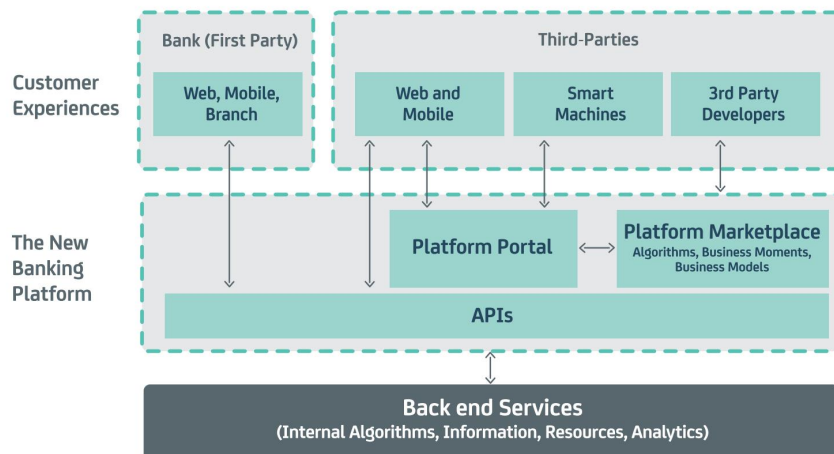 Bank (First Party)
Third-Parties
Customer
Experiences
Web, Mobile,
Branch
Web and
Mobile
Smart
Machines
3rd Party
Developers
The New
Banking
Platform
Platform Portal
Platform Marketplace
Algorithms, Business Moments,
Business Models
APIs
Back end Services
(Internal Algorithms, Information, Resources, Analytics)